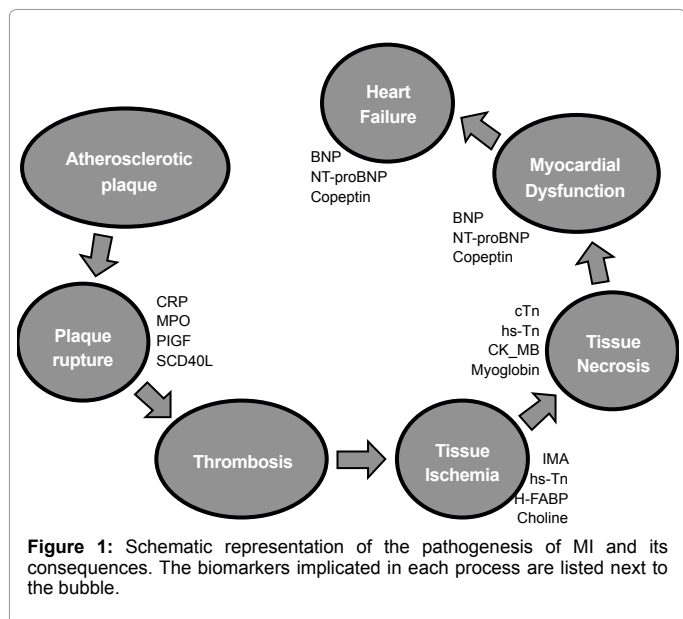 Atherosclerotic
plaque
Plaque
rupture
CRP
MPO
PIGF
SCD40L
Thrombosis
Tissue
Ischemia
IMA
hs-Tn
H-FABP
Choline
Tissue
Necrosis
cTn
hs-Tn
CK_MB
Myoglobin
Myocardial
Dysfunction
BNP
NT-proBNP
Copeptin
Heart
Failure
BNP
NT-proBNP
Copeptin
Figure 1: Schematic representation of the pathogenesis of MI and its
consequences. The biomarkers implicated in each process are listed next to
the bubble.